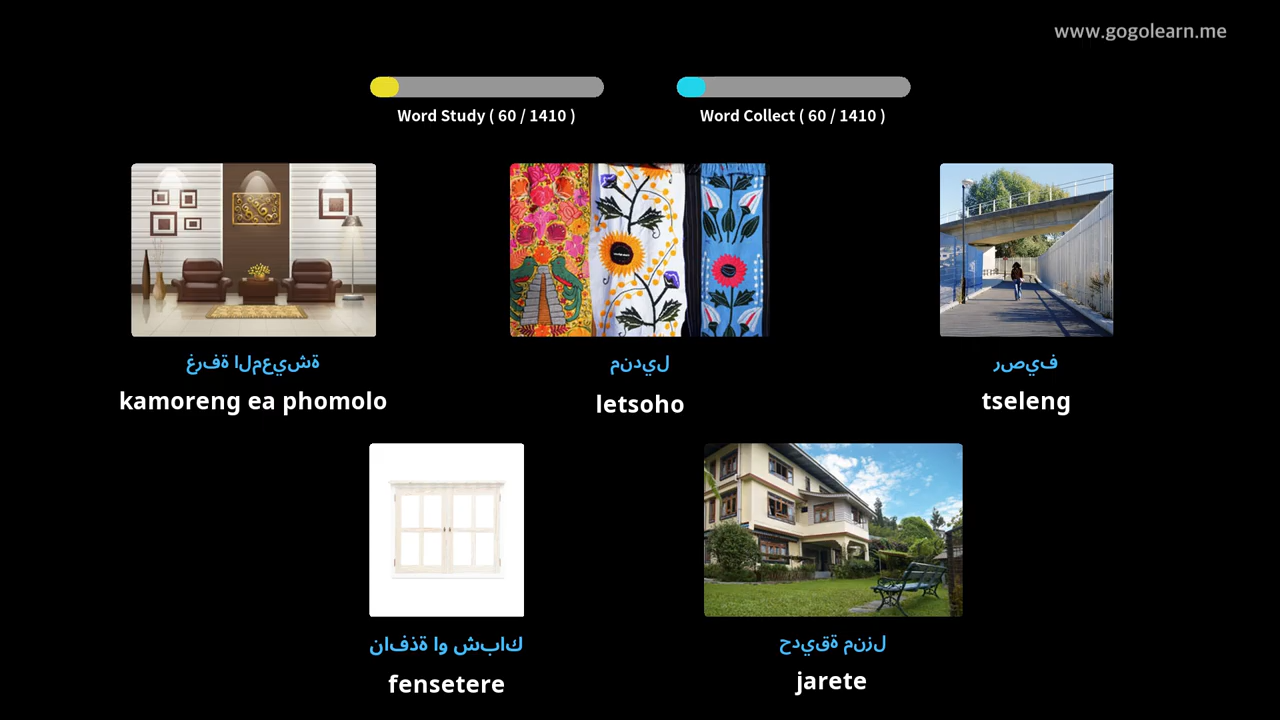 www.gogolearn.me
Word Study ( 60 / 1410 )
Word Collect ( 60 / 1410 )
غرفة المعيشة
kamoreng ea phomolo
منديل
letsoho
رصيف
tseleng
نافذة او شباك
fensetere
حديقة منزل
jarete